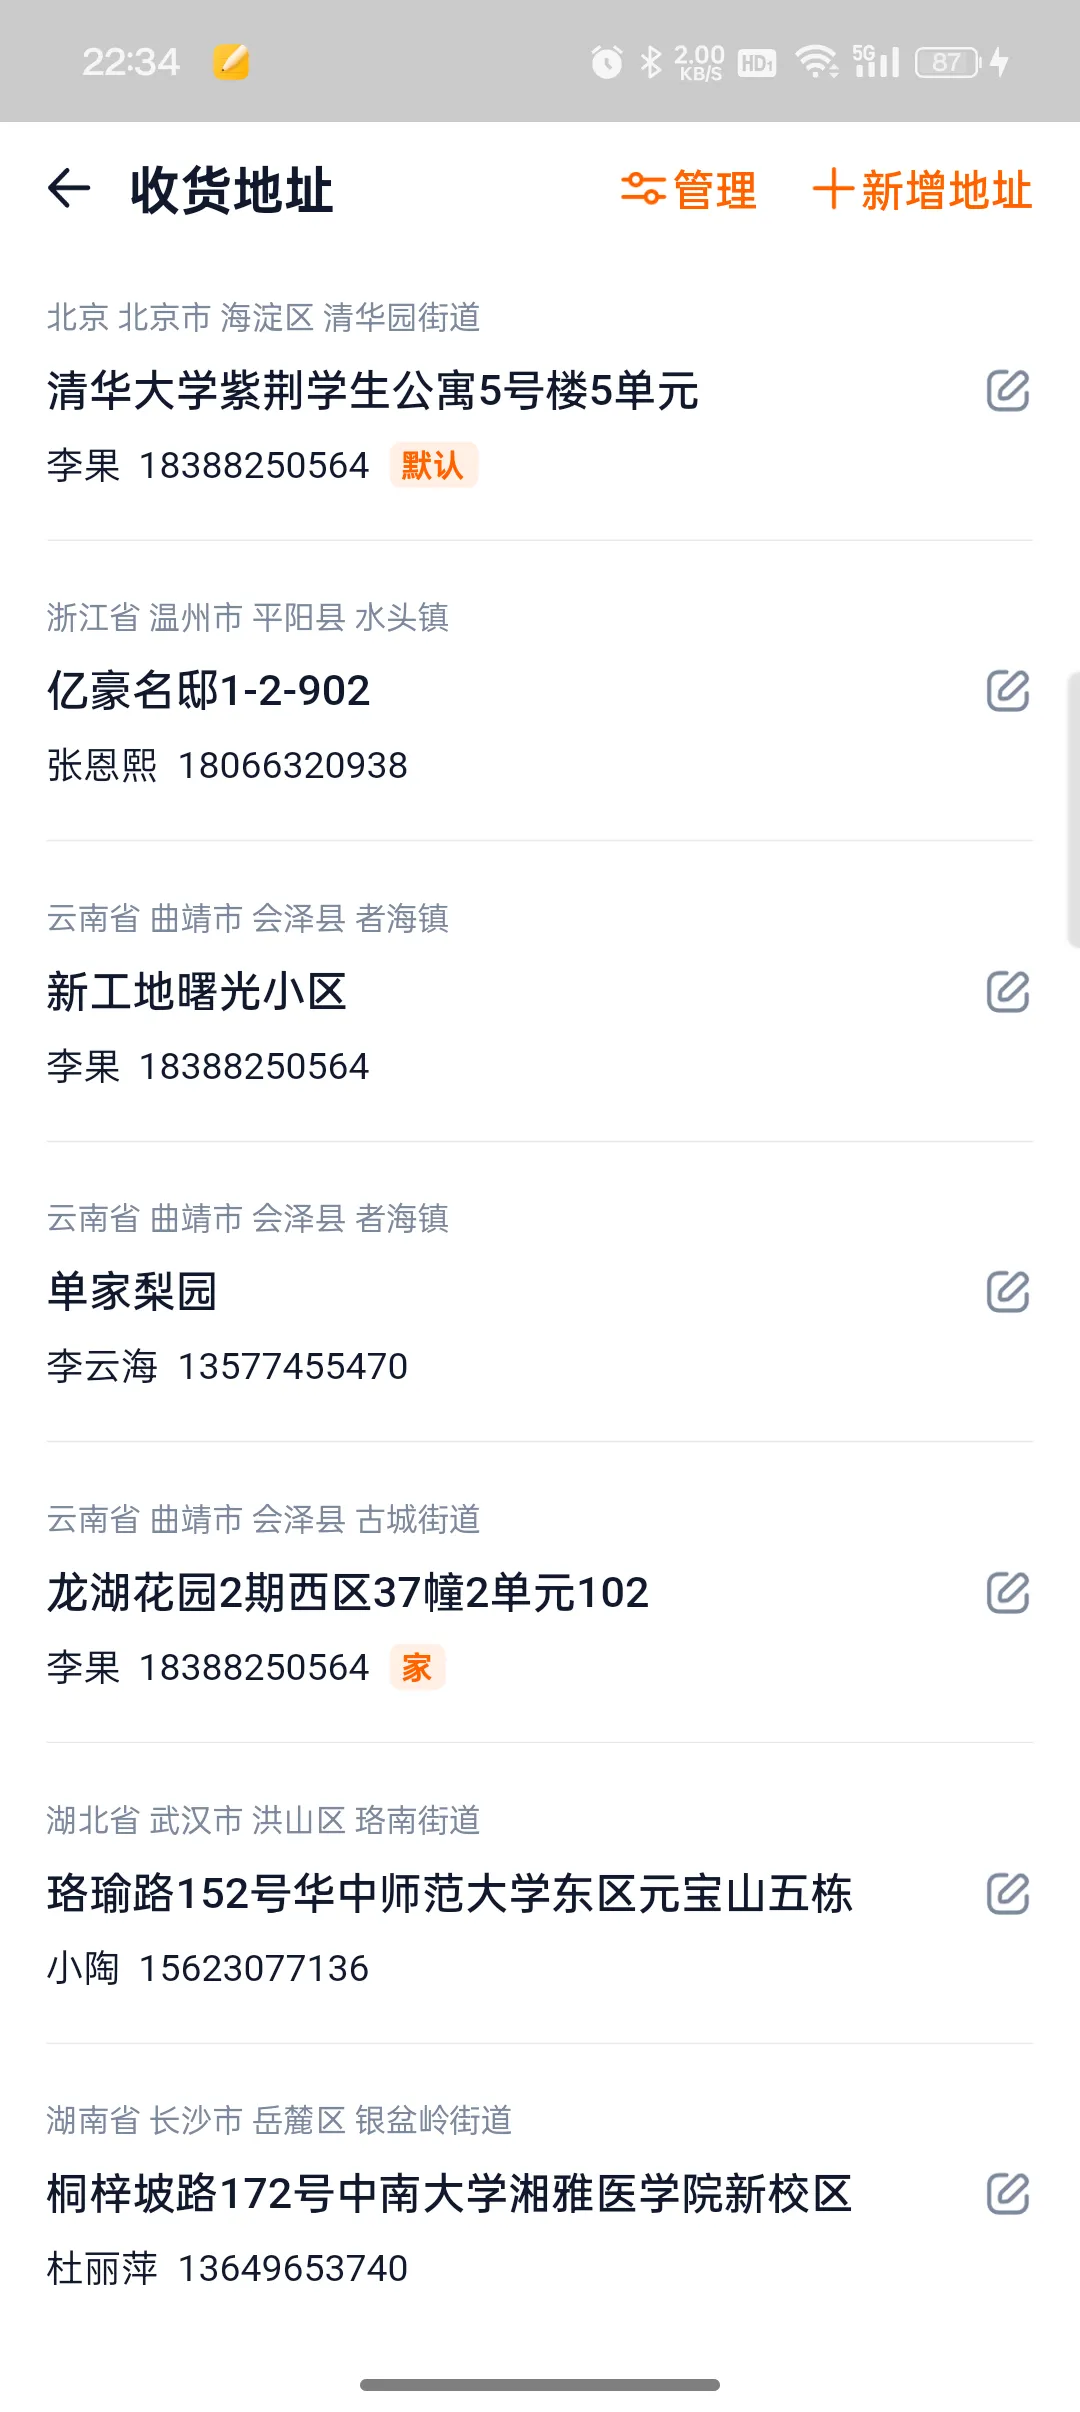 22:34
2.00 KB/S HD1 5G 87
收货地址 管理 新增地址
北京 北京市 海淀区 清华园街道
清华大学紫荆学生公寓5号楼5单元
李果 18388250564 默认
浙江省 温州市 平阳县 水头镇
亿豪名邸1-2-902
张恩熙 18066320938
云南省 曲靖市 会泽县 者海镇
新工地曙光小区
李果 18388250564
云南省 曲靖市 会泽县 者海镇
单家梨园
李云海 13577455470
云南省 曲靖市 会泽县 古城街道
龙湖花园2期西区37幢2单元102
李果 18388250564 家
湖北省 武汉市 洪山区 珞南街道
珞瑜路152号华中师范大学东区元宝山五栋
小陶 15623077136
湖南省 长沙市 岳麓区 银盆岭街道
桐梓坡路172号中南大学湘雅医学院新校区
杜丽萍 13649653740